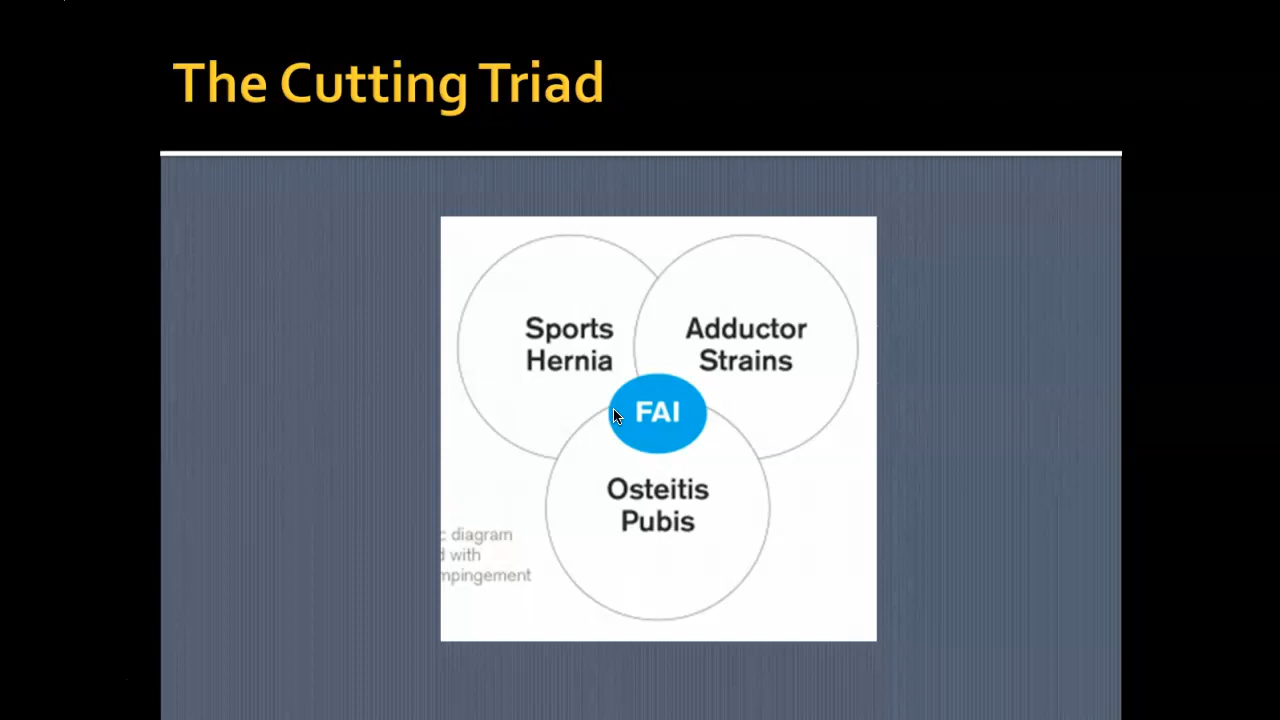 The Cutting Triad
Sports
Hernia
Adductor
Strains
FAI
Osteitis
Pubis
c diagram
d with
mpingement